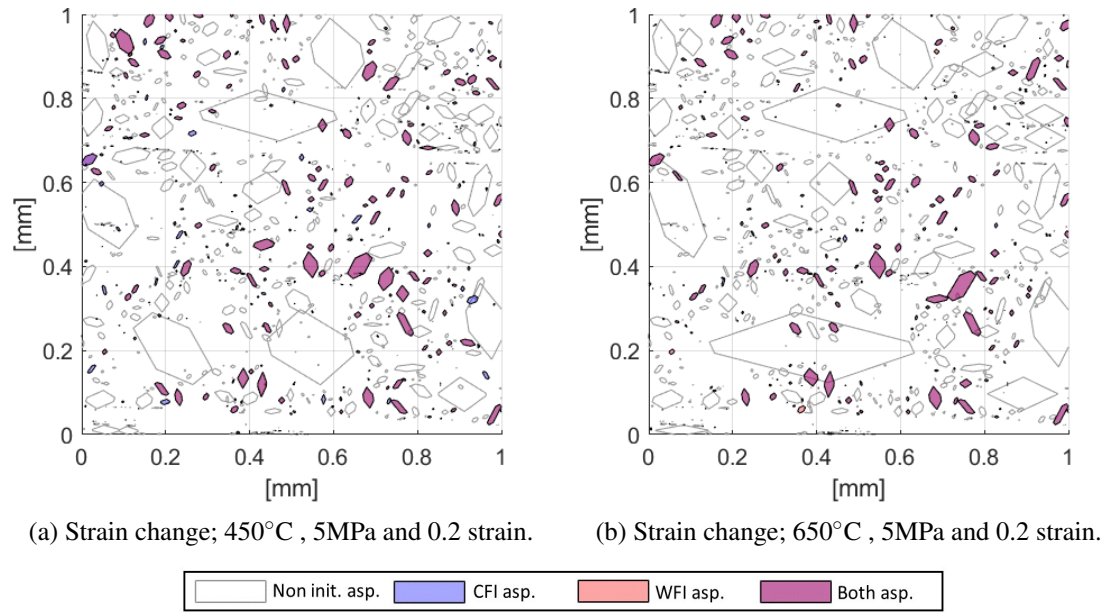 1
0.8
0.6
0.4
0.2
0
[mm]
0 0.2 0.4 0.6 0.8 1
[mm]
(a) Strain change; 450°C , 5MPa and 0.2 strain.
1
0.8
0.6
0.4
0.2
0
[mm]
0 0.2 0.4 0.6 0.8 1
[mm]
(b) Strain change; 650°C , 5MPa and 0.2 strain.
Non init. asp. CFI asp. WFI asp. Both asp.